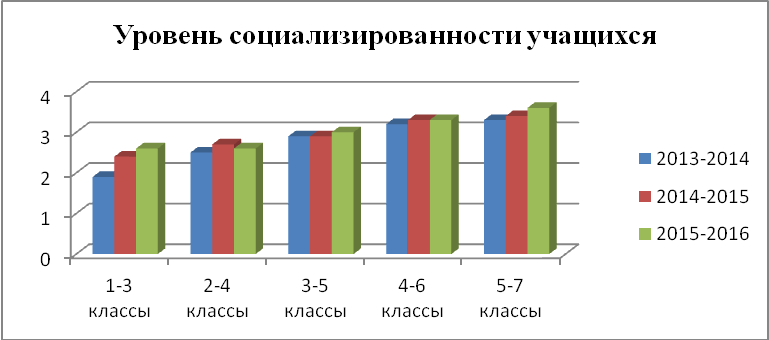 Уровень социализированности учащихся
4
3
2
1
0
1-3 классы
2-4 классы
3-5 классы
4-6 классы
5-7 классы
2013-2014
2014-2015
2015-2016